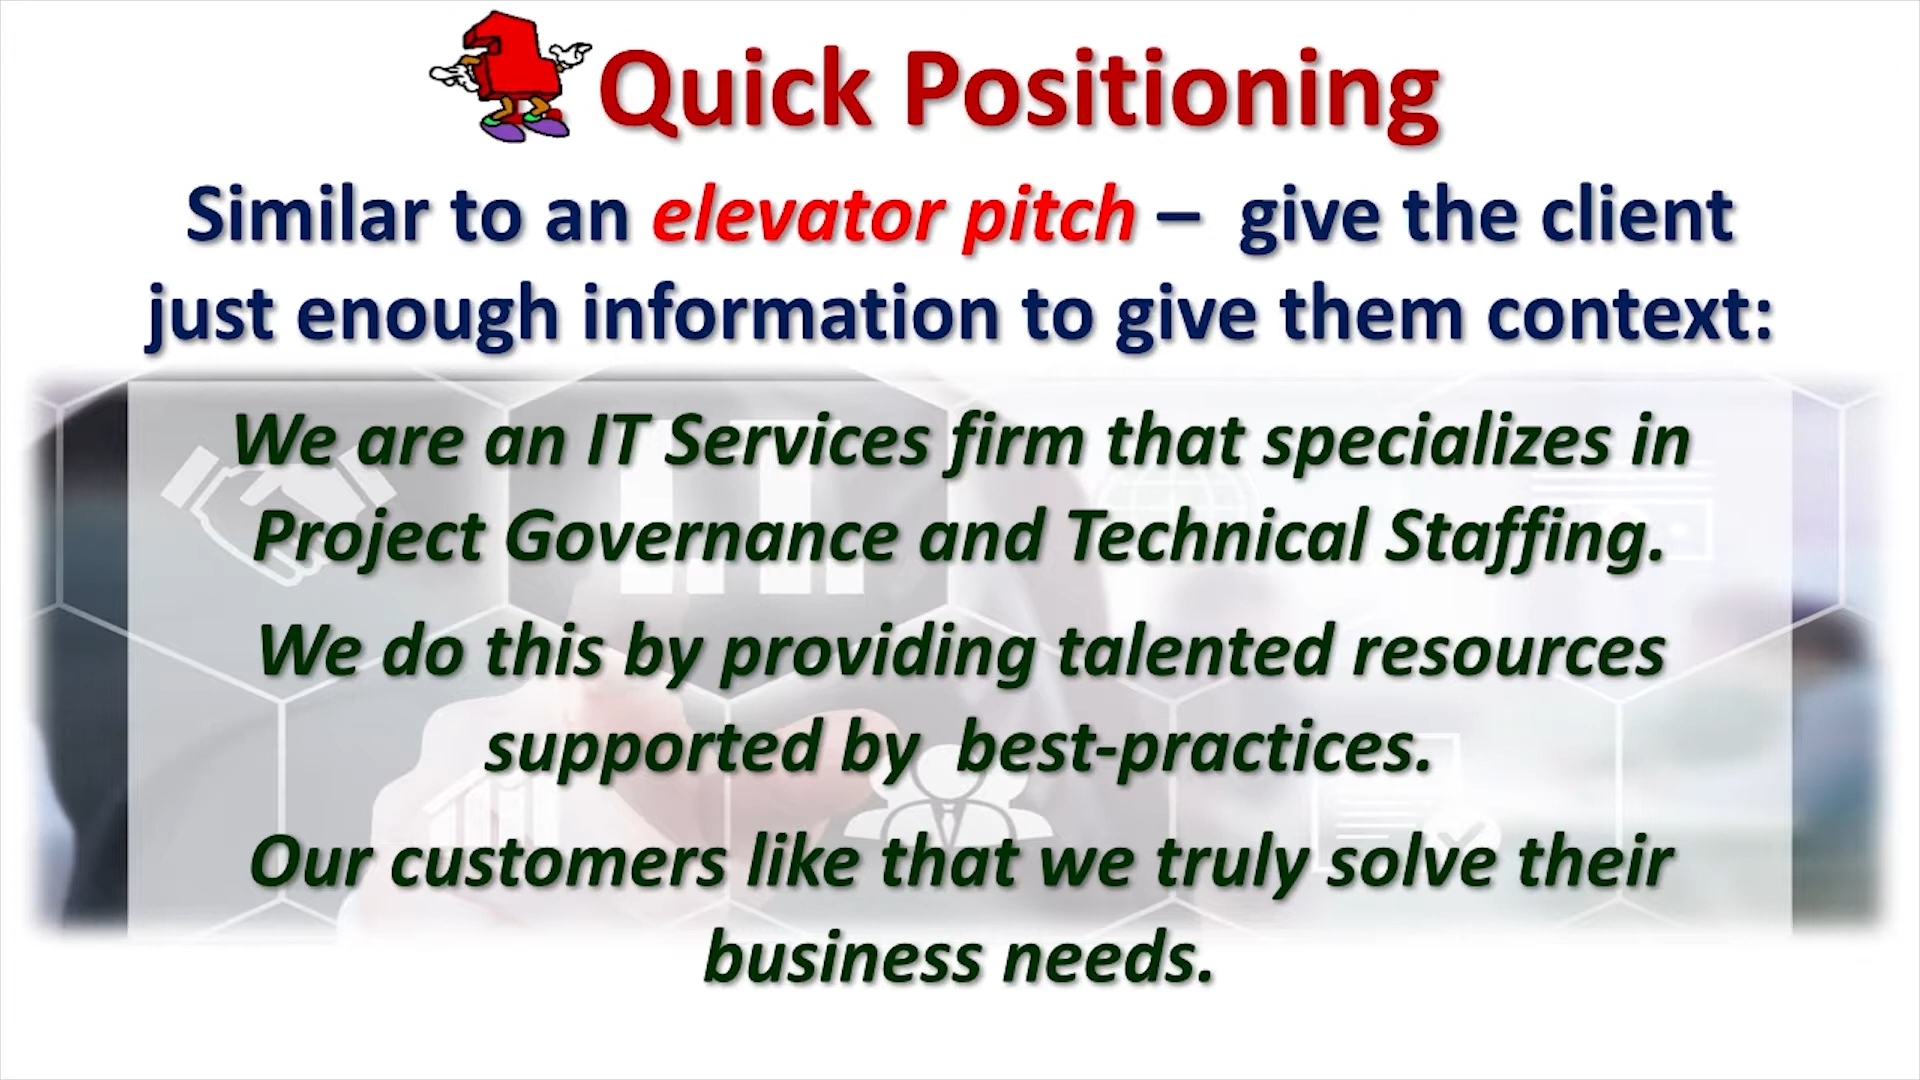 1 Quick Positioning
Similar to an elevator pitch – give the client
just enough information to give them context:
We are an IT Services firm that specializes in
Project Governance and Technical Staffing.
We do this by providing talented resources
supported by best-practices.
Our customers like that we truly solve their
business needs.